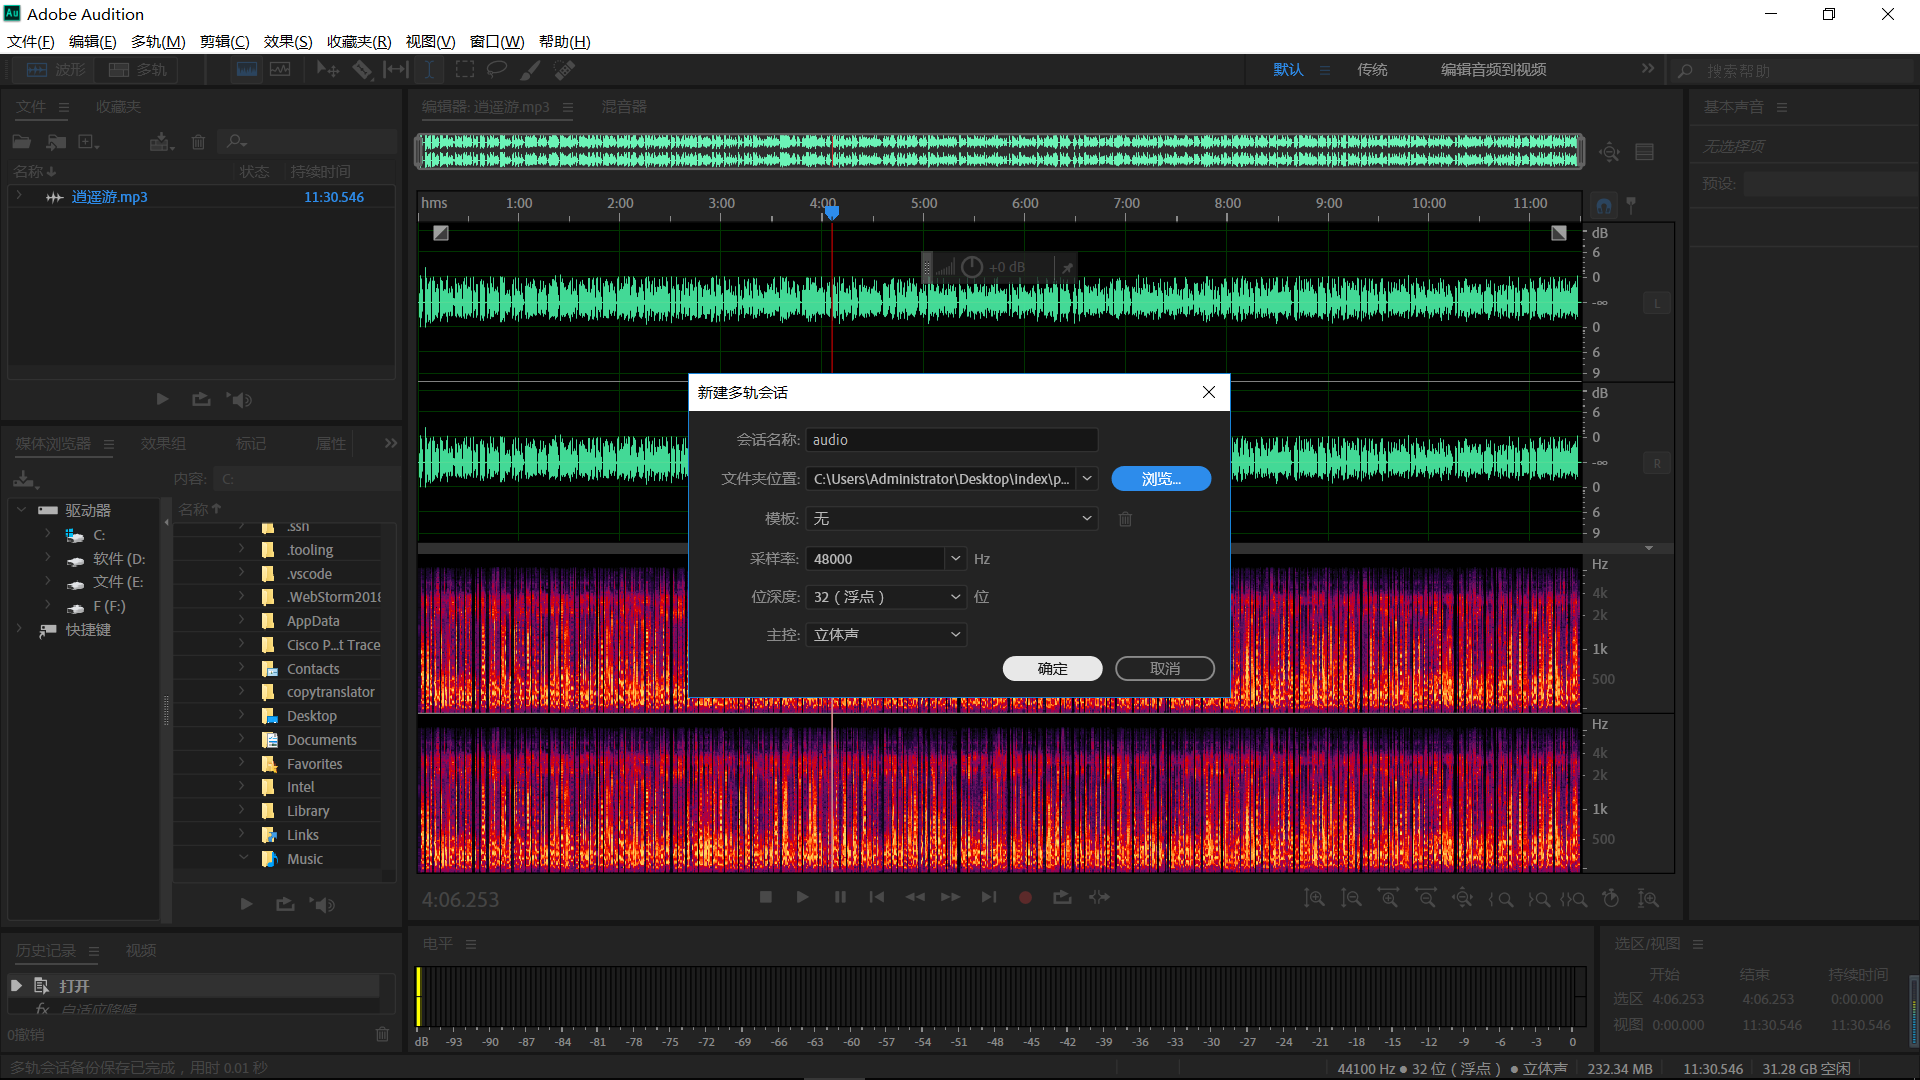 Adobe Audition
文件(F) 编辑(E) 多轨(M) 剪辑(C) 效果(S) 收藏夹(R) 视图(V) 窗口(W) 帮助(H)
波形 多轨 默认 传统 编辑音频到视频 搜索帮助
文件 收藏夹
名称 状态 持续时间
逍遥游.mp3 11:30.546
媒体浏览器 效果组 标记 属性
内容: C:
驱动器
C:
软件 (D:
文件 (E:
F (F:)
快捷键
名称
.ssh
.tooling
.vscode
.WebStorm2018
AppData
Cisco P...t Trace
Contacts
copytranslator
Desktop
Documents
Favorites
Intel
Library
Links
Music
历史记录 视频
打开
自适应降噪
0撤销
多轨会话备份保存已完成，用时 0.01 秒
编辑器: 逍遥游.mp3 混音器
hms 1:00 2:00 3:00 4:00 5:00 6:00 7:00 8:00 9:00 10:00 11:00
+0 dB
dB
6
0
-∞
0
6
9
L
dB
6
0
-∞
0
6
9
R
Hz
4k
2k
1k
500
Hz
4k
2k
1k
500
新建多轨会话
会话名称: audio
文件夹位置: C:\Users\Administrator\Desktop\Index\p... 浏览...
模板: 无
采样率: 48000 Hz
位深度: 32（浮点） 位
主控: 立体声
确定 取消
4:06.253
电平
dB -93 -90 -87 -84 -81 -78 -75 -72 -69 -66 -63 -60 -57 -54 -51 -48 -45 -42 -39 -36 -33 -30 -27 -24 -21 -18 -15 -12 -9 -6 -3 0
基本声音
无选择项
预设:
选区/视图
开始 结束 持续时间
选区 4:06.253 4:06.253 0:00.000
视图 0:00.000 11:30.546 11:30.546
44100 Hz ● 32 位（浮点） ● 立体声 232.34 MB 11:30.546 31.28 GB 空闲